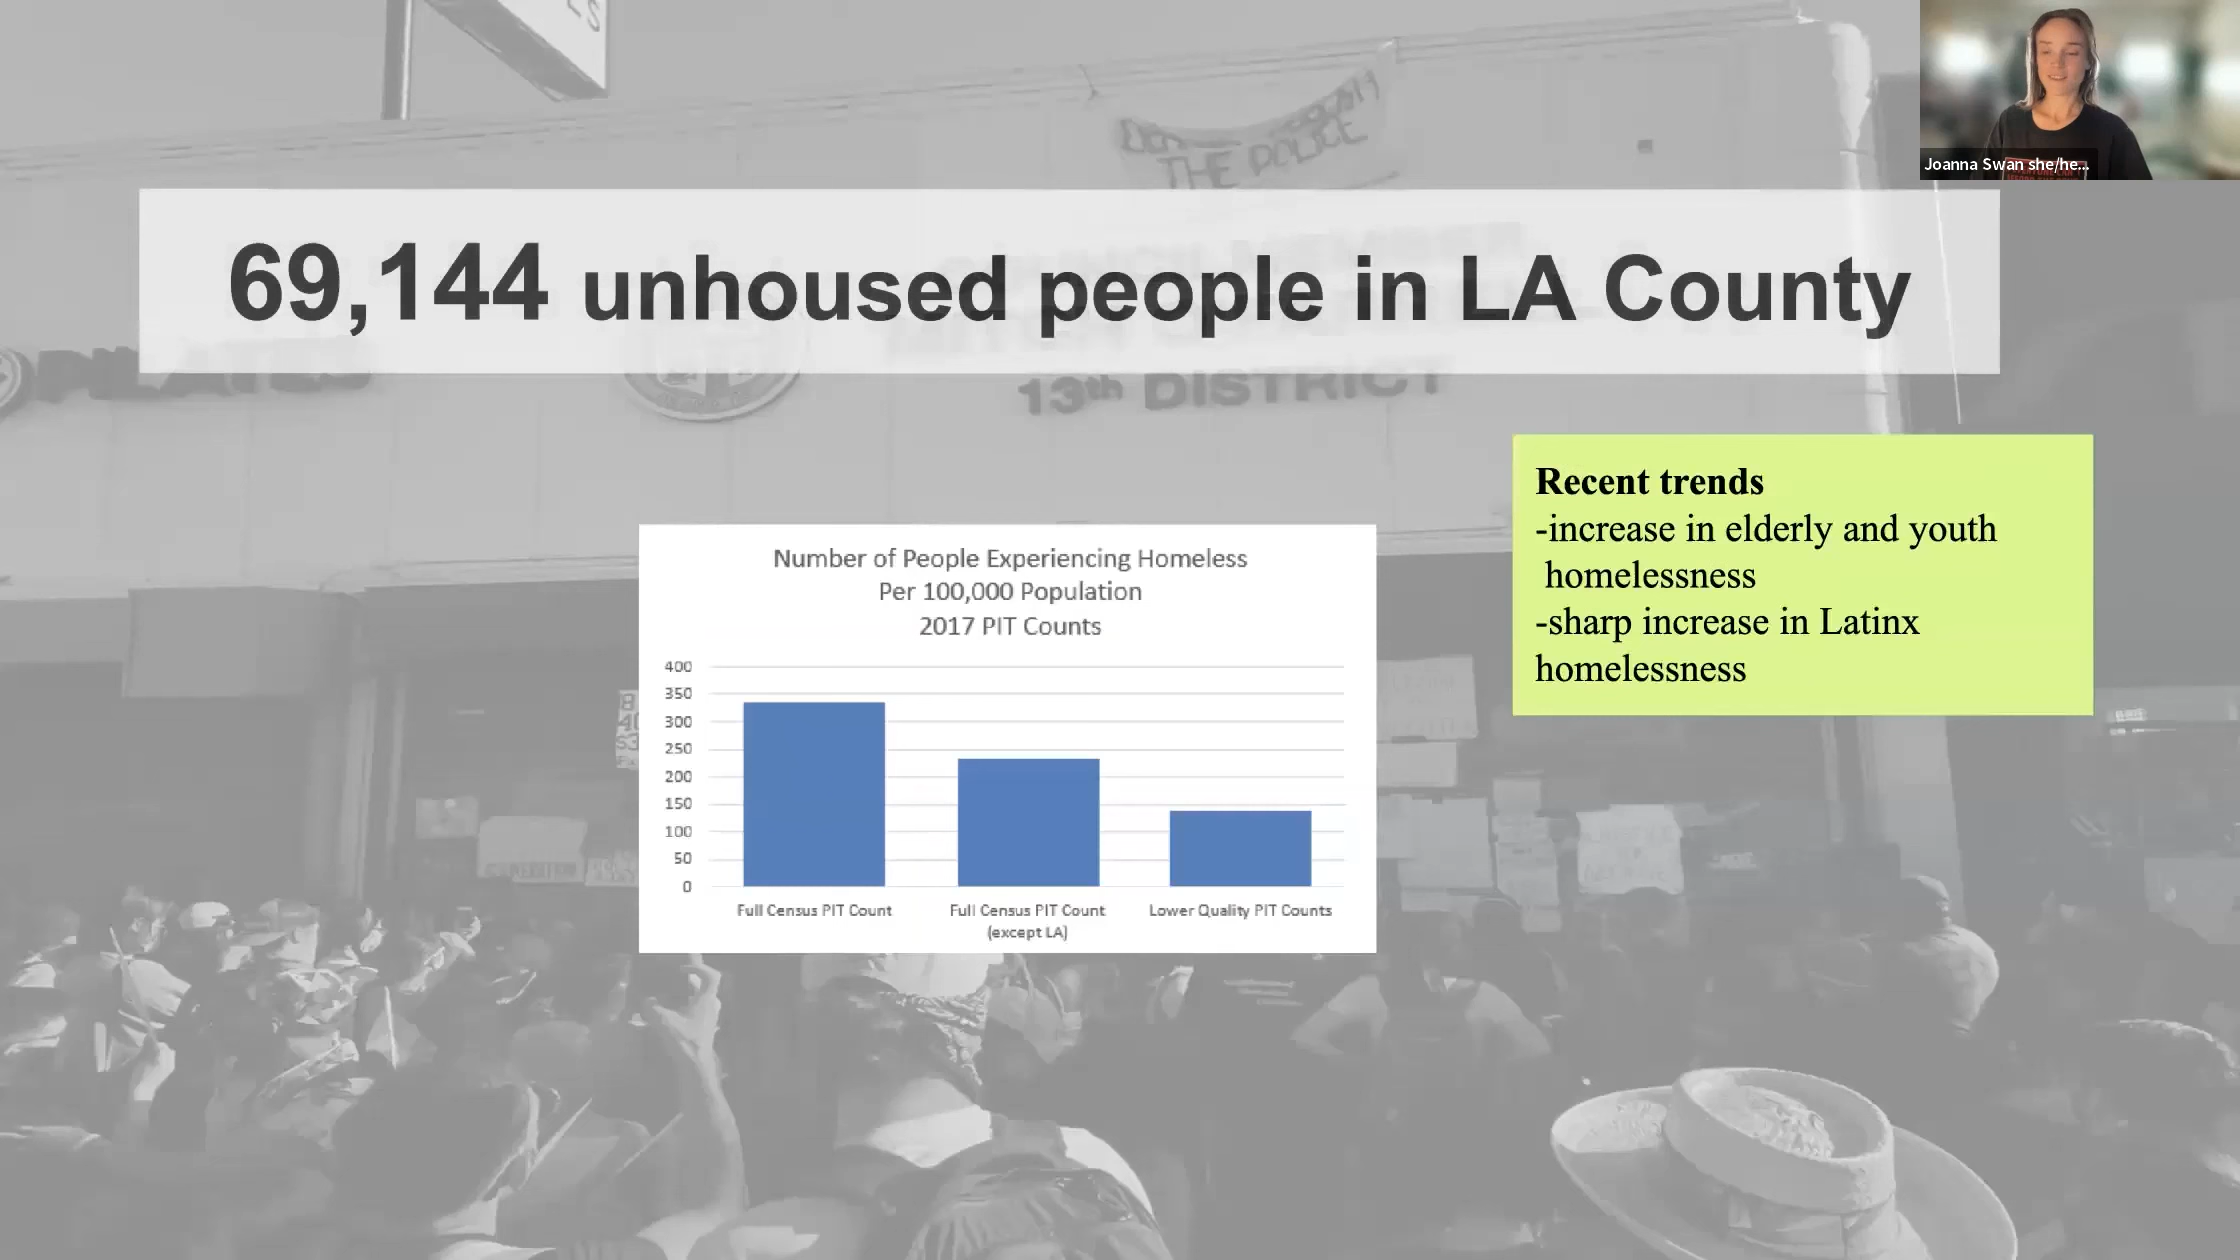 Joanna Swan she/he...
THE POLICE
69,144 unhoused people in LA County
13th DISTRICT
Recent trends
-increase in elderly and youth
homelessness
-sharp increase in Latinx
homelessness
Number of People Experiencing Homeless
Per 100,000 Population
2017 PIT Counts
400
350
300
250
200
150
100
50
0
Full Census PIT Count
Full Census PIT Count
(except LA)
Lower Quality PIT Counts